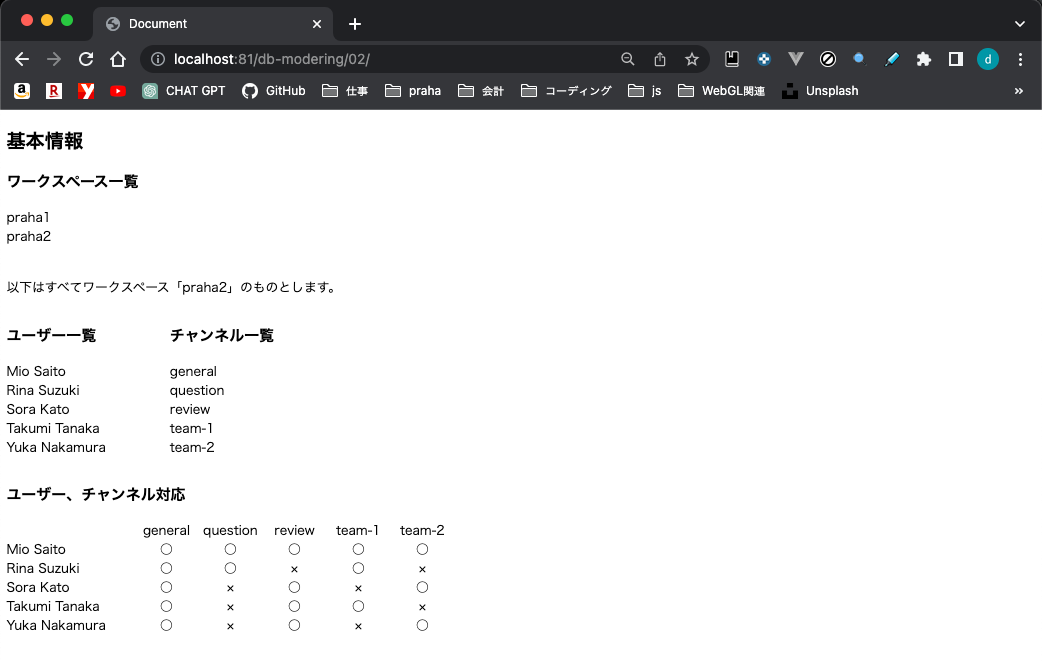 Document
localhost:81/db-modering/02/
d
a R y CHAT GPT GitHub 仕事 praha 会計 コーディング js WebGL関連 Unsplash »
基本情報
ワークスペース一覧
praha1
praha2
以下はすべてワークスペース「praha2」のものとします。
ユーザー一覧 チャンネル一覧
Mio Saito general
Rina Suzuki question
Sora Kato review
Takumi Tanaka team-1
Yuka Nakamura team-2
ユーザー、チャンネル対応
general question review team-1 team-2
Mio Saito ○ ○ ○ ○ ○
Rina Suzuki ○ ○ × ○ ×
Sora Kato ○ × ○ × ○
Takumi Tanaka ○ × ○ ○ ×
Yuka Nakamura ○ × ○ × ○